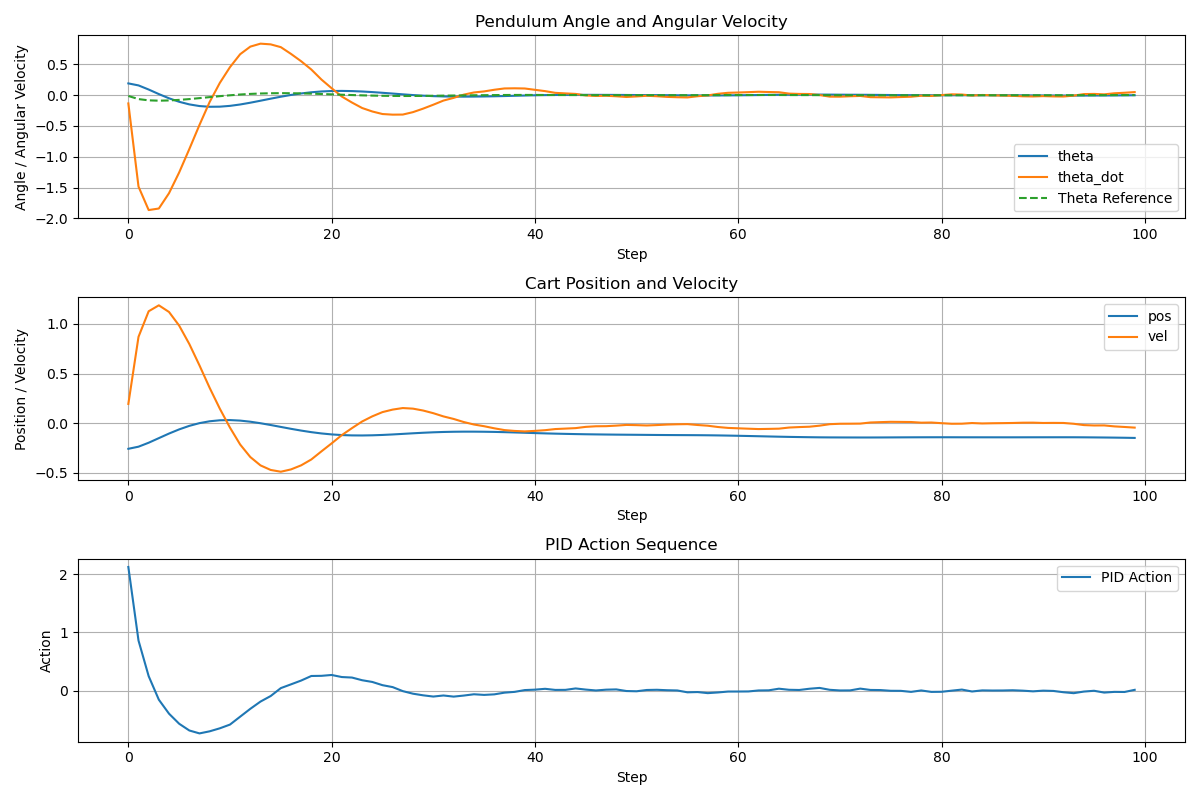 Pendulum Angle and Angular Velocity
Angle / Angular Velocity
0.5
0.0
−0.5
−1.0
−1.5
−2.0
theta
theta_dot
Theta Reference
0 20 40 60 80 100
Step
Cart Position and Velocity
Position / Velocity
1.0
0.5
0.0
−0.5
pos
vel
0 20 40 60 80 100
Step
PID Action Sequence
Action
2
1
0
PID Action
0 20 40 60 80 100
Step